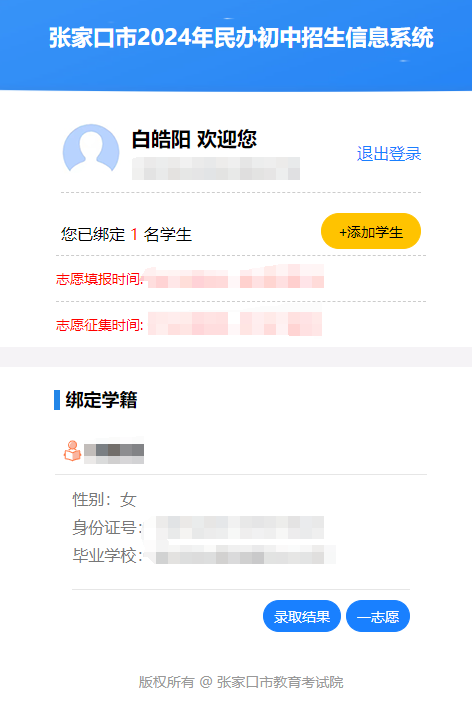 张家口市2024年民办初中招生信息系统
白皓阳 欢迎您
退出登录
您已绑定 1 名学生
+添加学生
志愿填报时间:
志愿征集时间:
绑定学籍
性别：女
身份证号：
毕业学校：
录取结果
一志愿
版权所有 @ 张家口市教育考试院